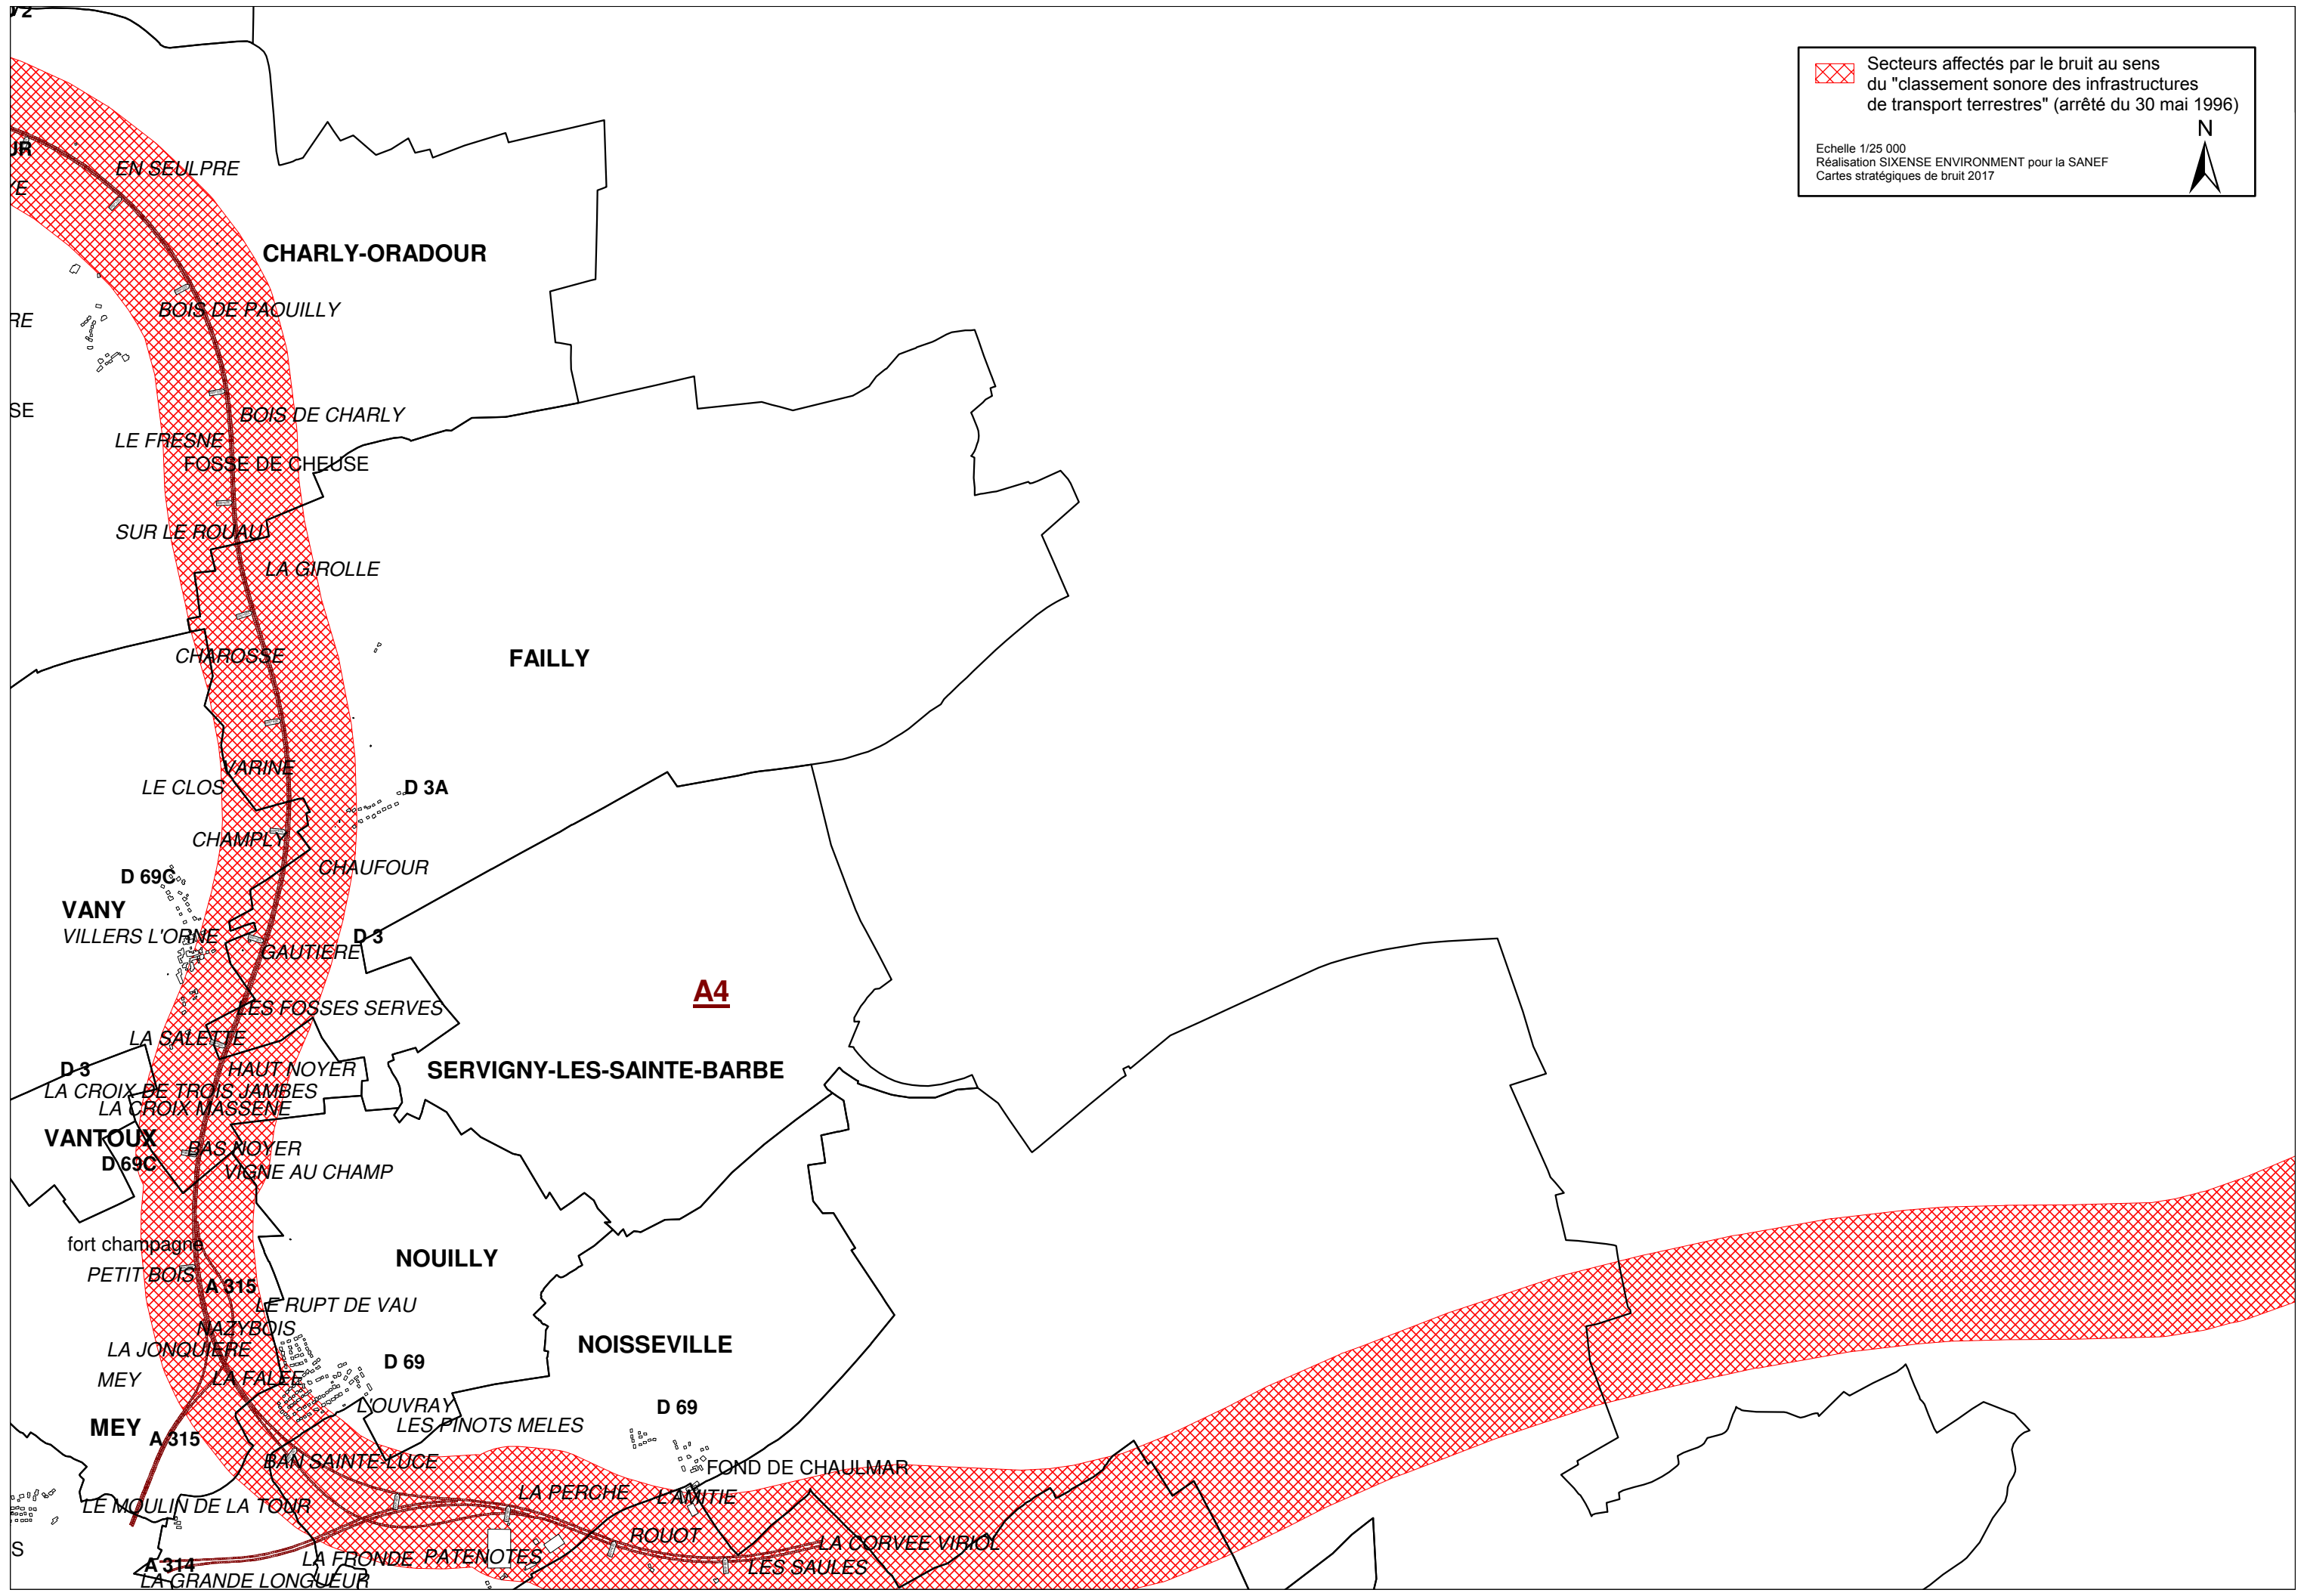 Secteurs affectés par le bruit au sens
du "classement sonore des infrastructures
de transport terrestres" (arrêté du 30 mai 1996)
N
Echelle 1/25 000
Réalisation SIXENSE ENVIRONMENT pour la SANEF
Cartes stratégiques de bruit 2017
EN SEULPRE
CHARLY-ORADOUR
BOIS DE PAOUILLY
RE
SE
BOIS DE CHARLY
LE FRESNE
FOSSE DE CHEUSE
SUR LE ROUAU
LA GIROLLE
CHAROSSE
FAILLY
VARINE
LE CLOS
D 3A
CHAMPLY
CHAUFOUR
D 69C
VANY
VILLERS L'ORNE
D 3
GAUTIERE
A4
LES FOSSES SERVES
LA SALETTE
D 3
HAUT NOYER
SERVIGNY-LES-SAINTE-BARBE
LA CROIX DE TROIS JAMBES
LA CROIX MASSENE
VANTOUX
BAS NOYER
D 69C
VIGNE AU CHAMP
fort champagne
NOUILLY
PETIT BOIS
A 315
LE RUPT DE VAU
NAZYBOIS
NOISSEVILLE
LA JONQUIERE
D 69
MEY
LA FALEE
L'OUVRAY
D 69
LES PINOTS MELES
MEY
A 315
BAN SAINTE-LUCE
FOND DE CHAULMAR
LA PERCHE
L'AMITIE
LE MOULIN DE LA TOUR
ROUOT
LA CORVEE VIRIOL
S
LA FRONDE
PATENOTES
A 314
LES SAULES
LA GRANDE LONGUEUR